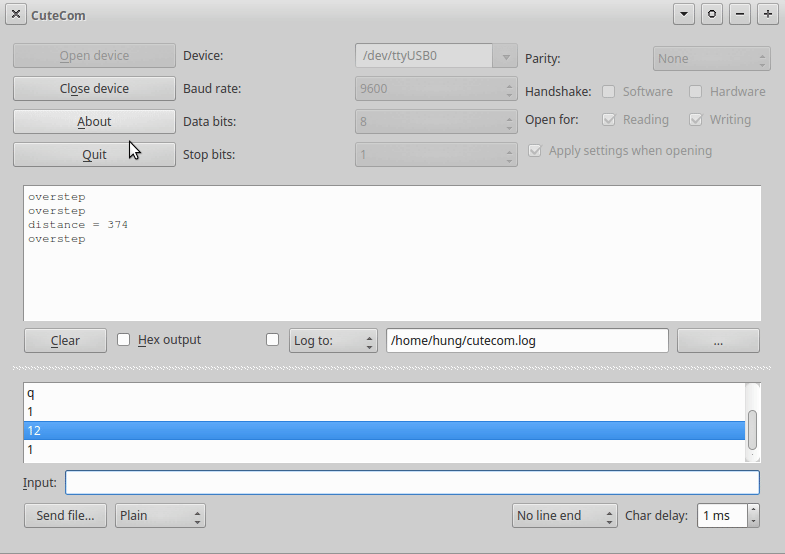 CuteCom
Open device
Device:
/dev/ttyUSB0
Parity:
None
Close device
Baud rate:
9600
Handshake:
Software
Hardware
About
Data bits:
8
Open for:
Reading
Writing
Quit
Stop bits:
1
Apply settings when opening
overstep
overstep
distance = 374
overstep
Clear
Hex output
Log to:
/home/hung/cutecom.log
...
q
1
12
1
Input:
Send file...
Plain
No line end
Char delay:
1 ms